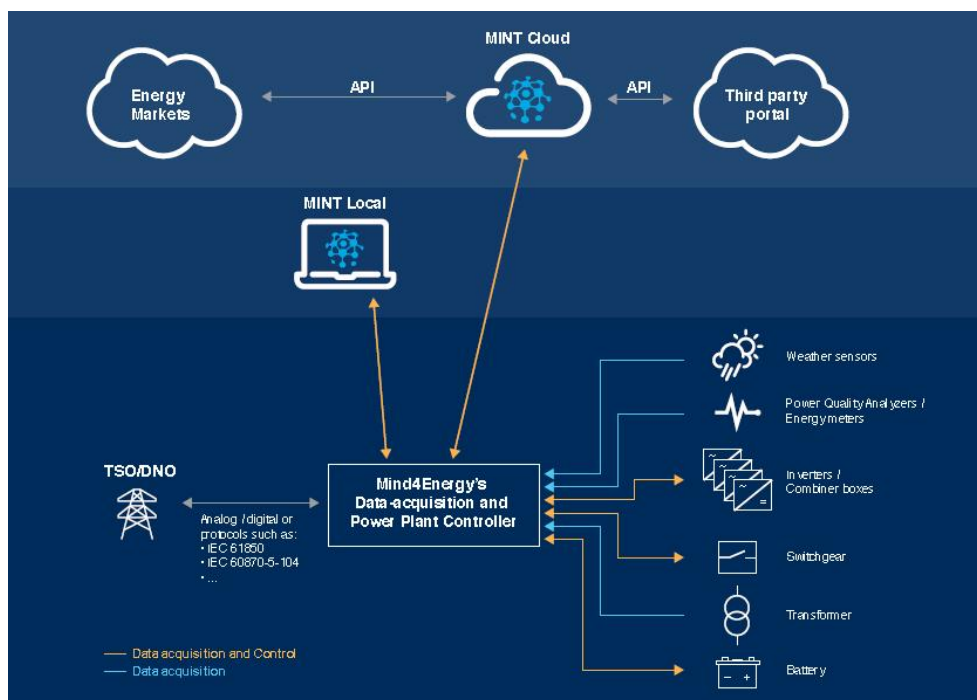 MINT Cloud
Energy
Markets
API
API
Third party
portal
MINT Local
Weather sensors
Power Quality Analyzers /
Energy meters
TSO/DNO
Mind4Energy's
Data-acquisition and
Power Plant Controller
Inverters /
Combiner boxes
Analog / digital or
protocols such as:
• IEC 61850
• IEC 60870-5-104
• ...
Switchgear
Transformer
Data acquisition and Control
Data acquisition
Battery